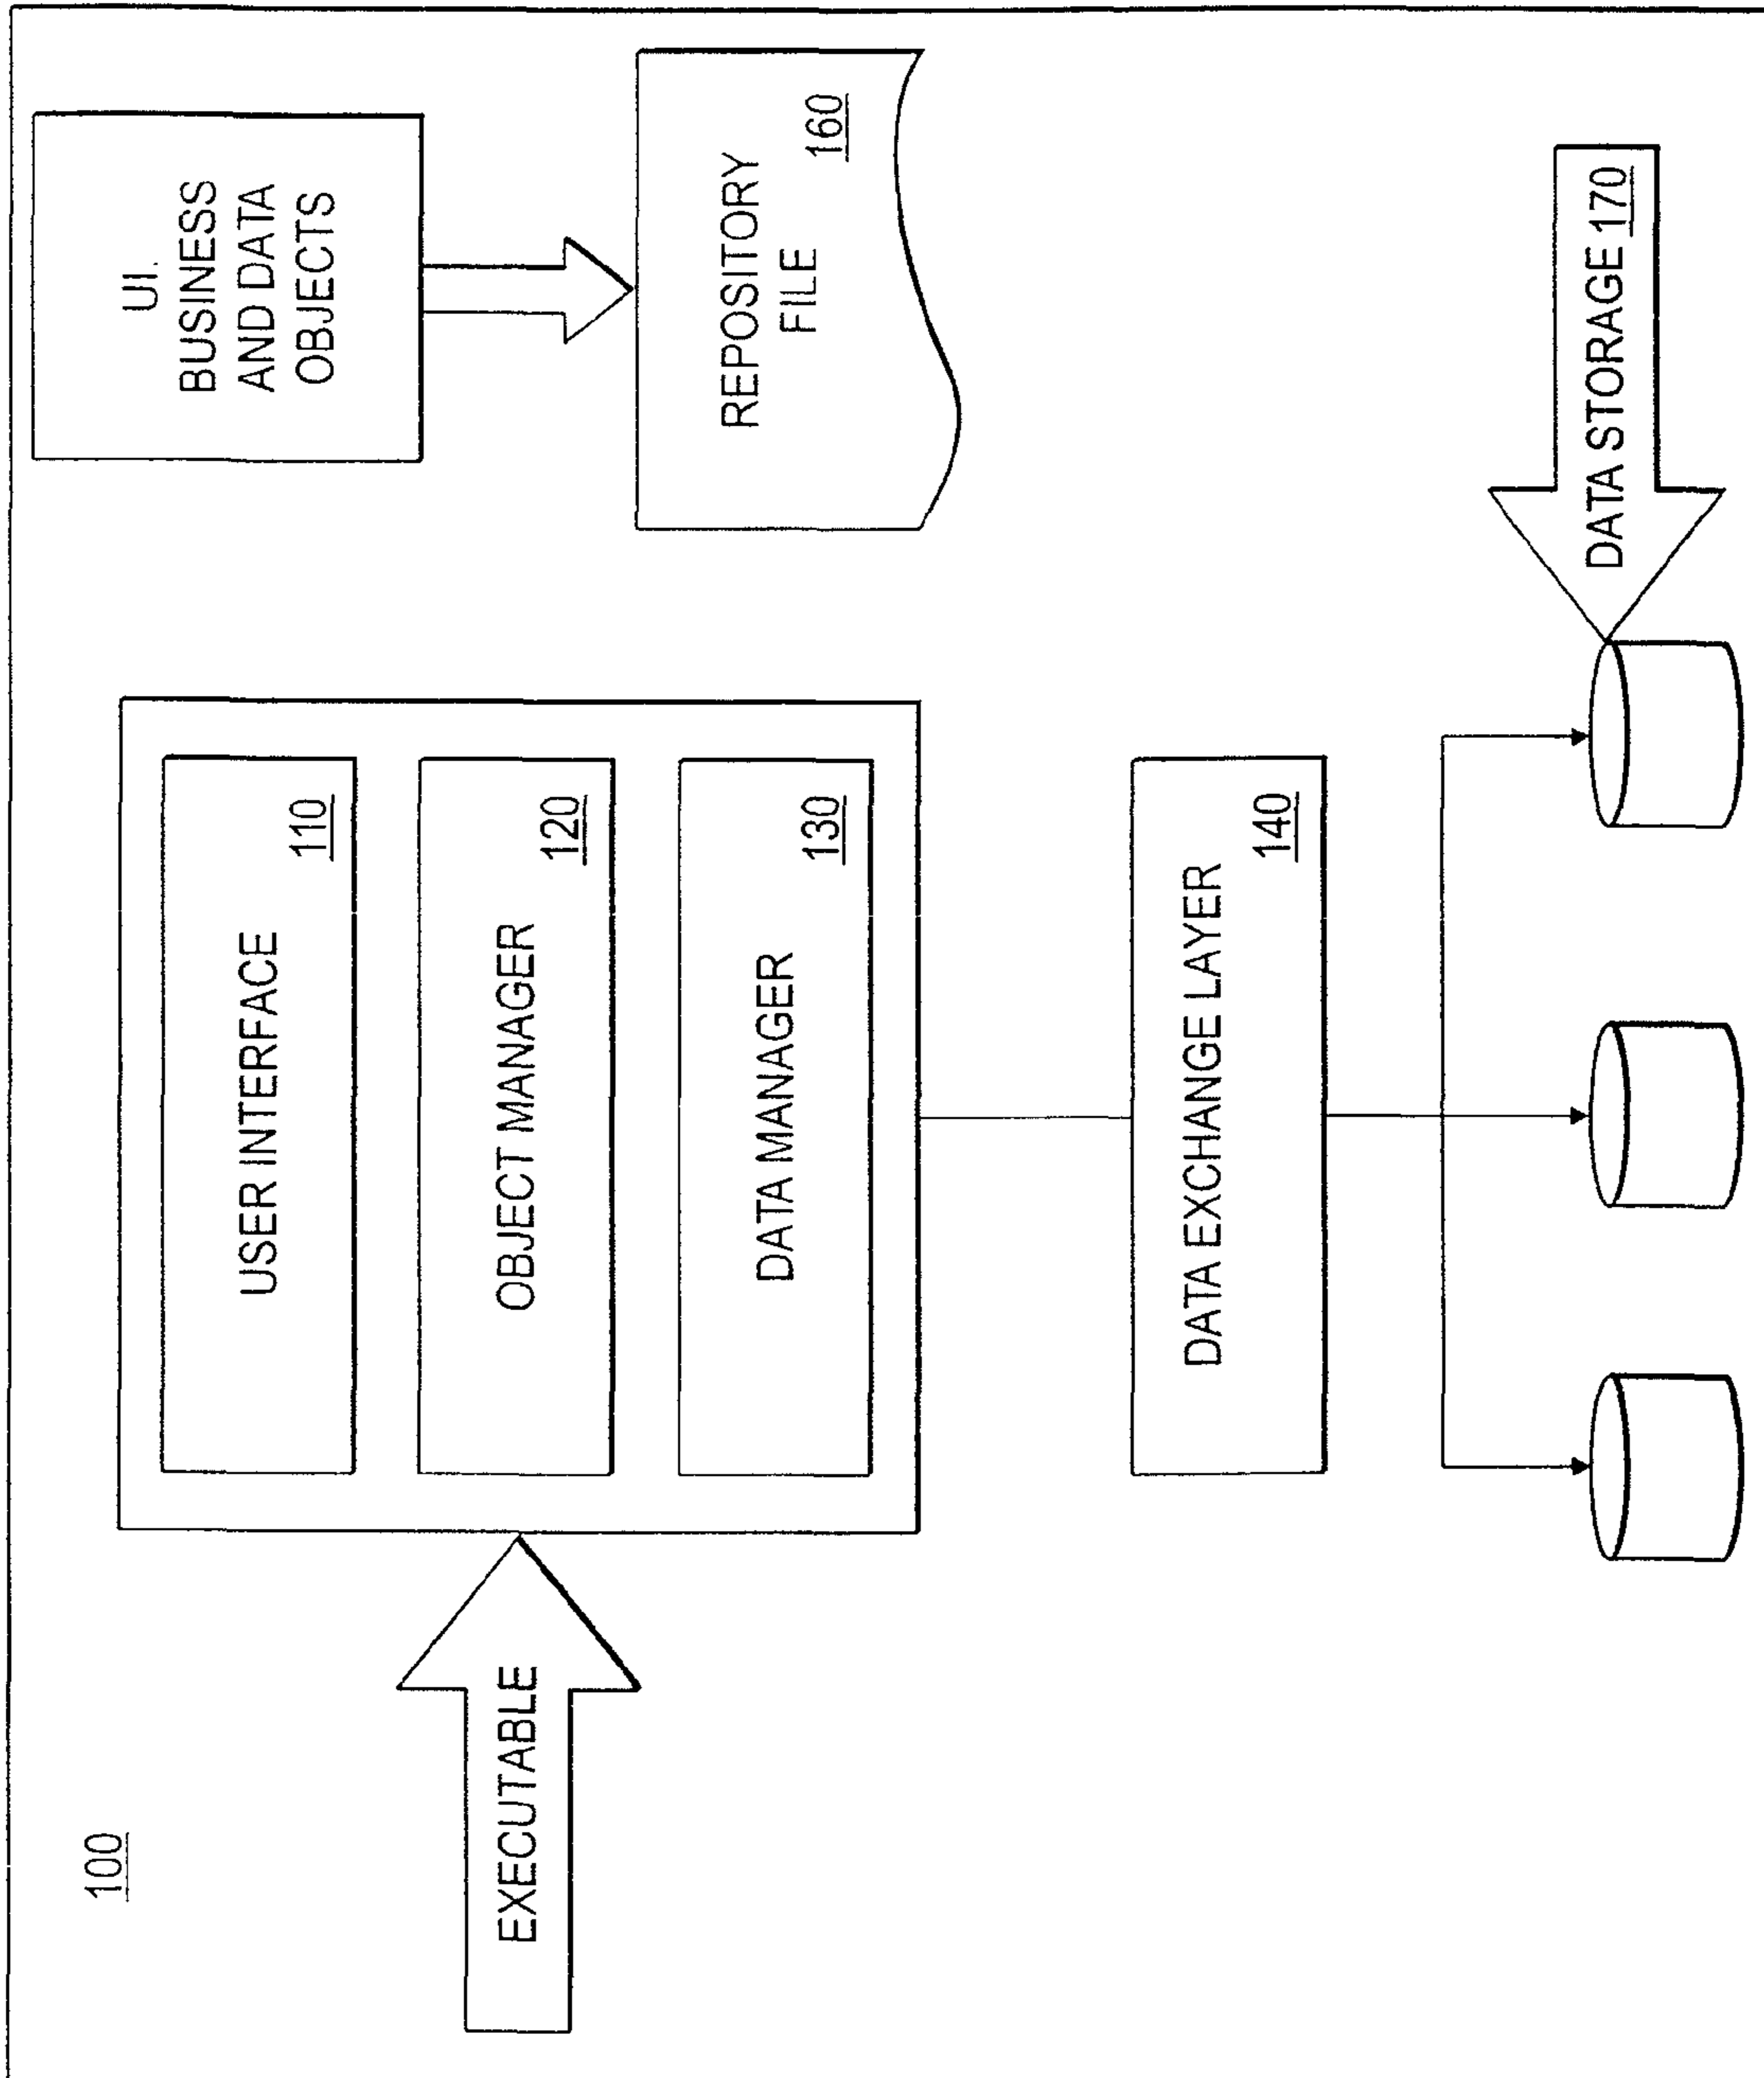 100
EXECUTABLE
USER INTERFACE
110
OBJECT MANAGER
120
DATA MANAGER
130
DATA EXCHANGE LAYER
140
UI.
BUSINESS
AND DATA
OBJECTS
REPOSITORY
FILE
160
DATA STORAGE 170